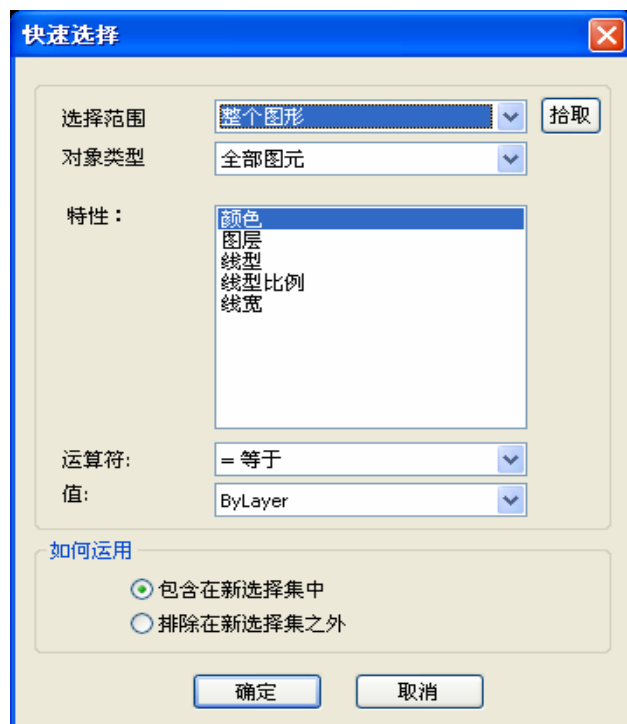 快速选择
选择范围 整个图形 拾取
对象类型 全部图元
特性：
颜色
图层
线型
线型比例
线宽
运算符: = 等于
值: ByLayer
如何运用
包含在新选择集中
排除在新选择集之外
确定 取消